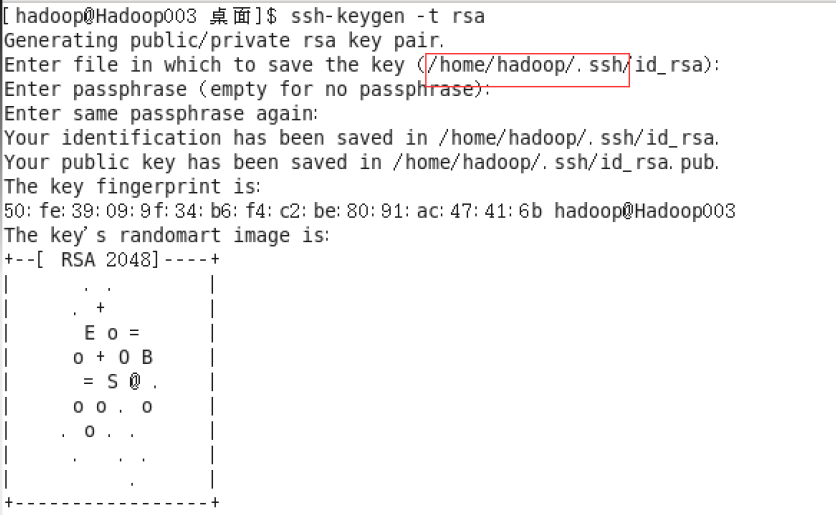 [hadoop@Hadoop003 桌面]$ ssh-keygen -t rsa
Generating public/private rsa key pair.
Enter file in which to save the key (/home/hadoop/.ssh/id_rsa):
Enter passphrase (empty for no passphrase):
Enter same passphrase again:
Your identification has been saved in /home/hadoop/.ssh/id_rsa.
Your public key has been saved in /home/hadoop/.ssh/id_rsa.pub.
The key fingerprint is:
50:fe:39:09:9f:34:b6:f4:c2:be:80:91:ac:47:41:6b hadoop@Hadoop003
The key's randomart image is:
+--[ RSA 2048]----+
|      . .        |
|     . +         |
|      E o =      |
|     o + O B     |
|      = S @ .    |
|     o o . o     |
|    . o . .      |
|     .   . .     |
|          .      |
+-----------------+